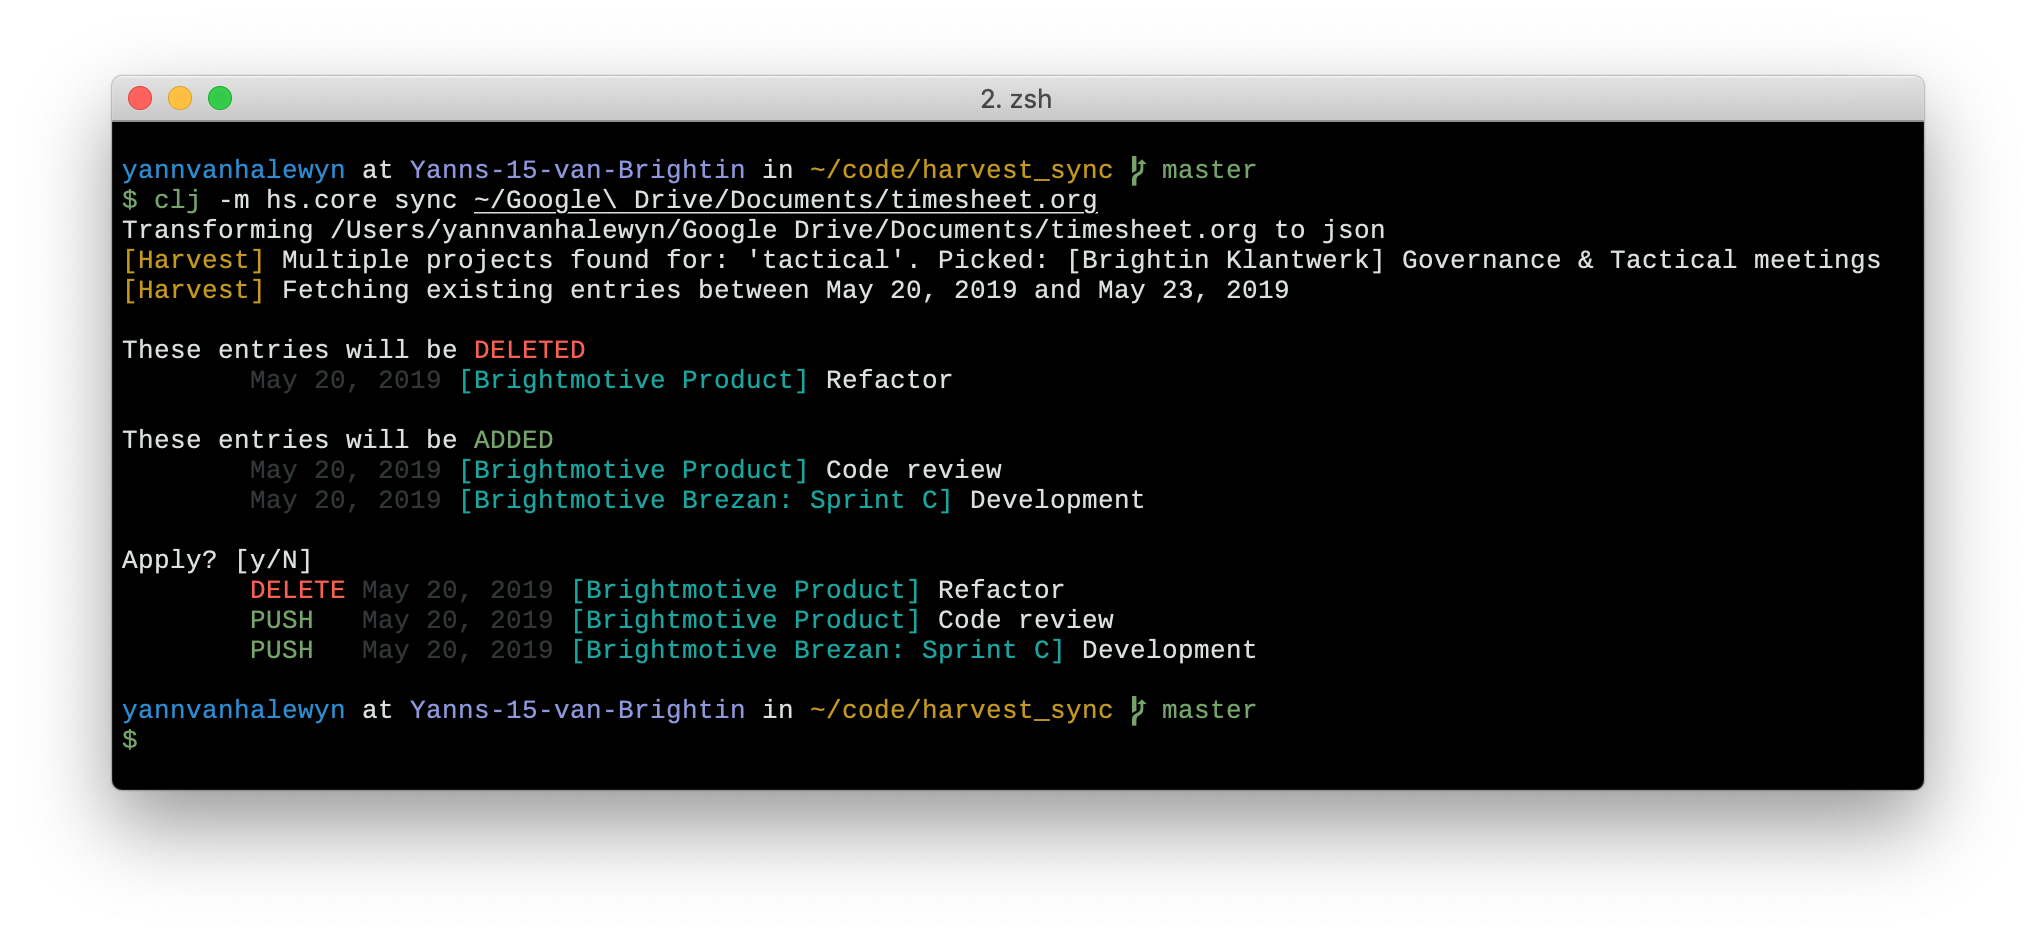 2. zsh
yannvanhalewyn at Yanns-15-van-Brightin in ~/code/harvest_sync master
$ clj -m hs.core sync ~/Google\ Drive/Documents/timesheet.org
Transforming /Users/yannvanhalewyn/Google Drive/Documents/timesheet.org to json
[Harvest] Multiple projects found for: 'tactical'. Picked: [Brightin Klantwerk] Governance & Tactical meetings
[Harvest] Fetching existing entries between May 20, 2019 and May 23, 2019
These entries will be DELETED
May 20, 2019 [Brightmotive Product] Refactor
These entries will be ADDED
May 20, 2019 [Brightmotive Product] Code review
May 20, 2019 [Brightmotive Brezan: Sprint C] Development
Apply? [y/N]
DELETE May 20, 2019 [Brightmotive Product] Refactor
PUSH May 20, 2019 [Brightmotive Product] Code review
PUSH May 20, 2019 [Brightmotive Brezan: Sprint C] Development
yannvanhalewyn at Yanns-15-van-Brightin in ~/code/harvest_sync master
$